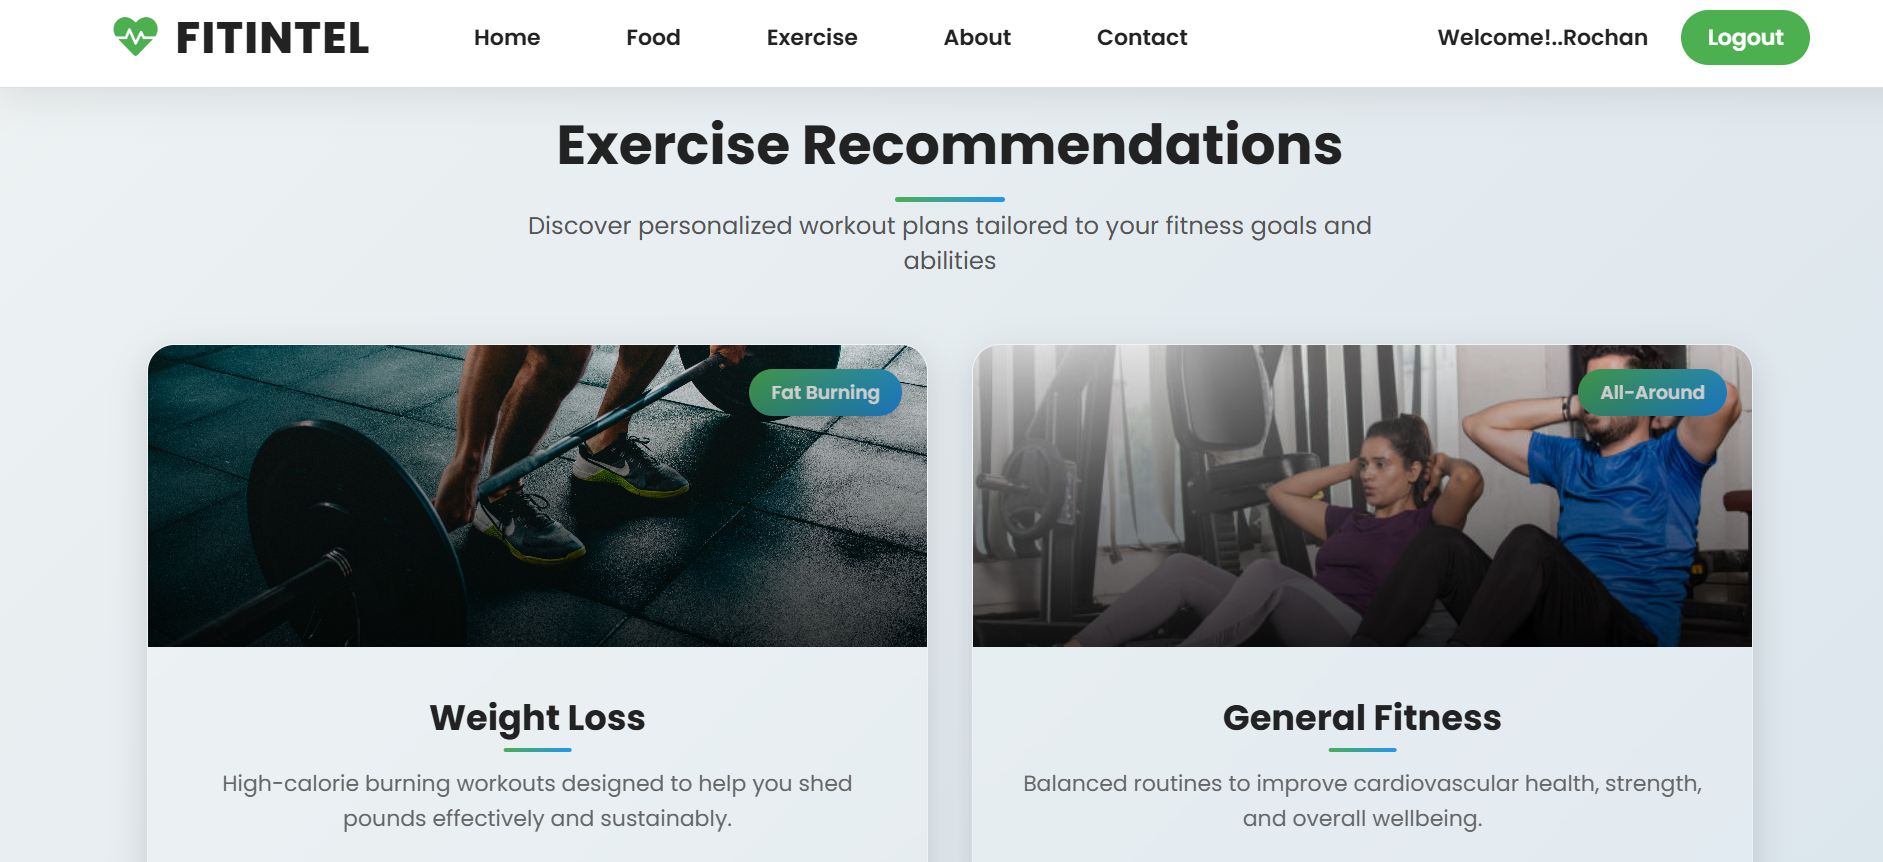 FITINTEL
Home
Food
Exercise
About
Contact
Welcome!..Rochan
Logout
Exercise Recommendations
Discover personalized workout plans tailored to your fitness goals and
abilities
Fat Burning
Weight Loss
High-calorie burning workouts designed to help you shed
pounds effectively and sustainably.
All-Around
General Fitness
Balanced routines to improve cardiovascular health, strength,
and overall wellbeing.